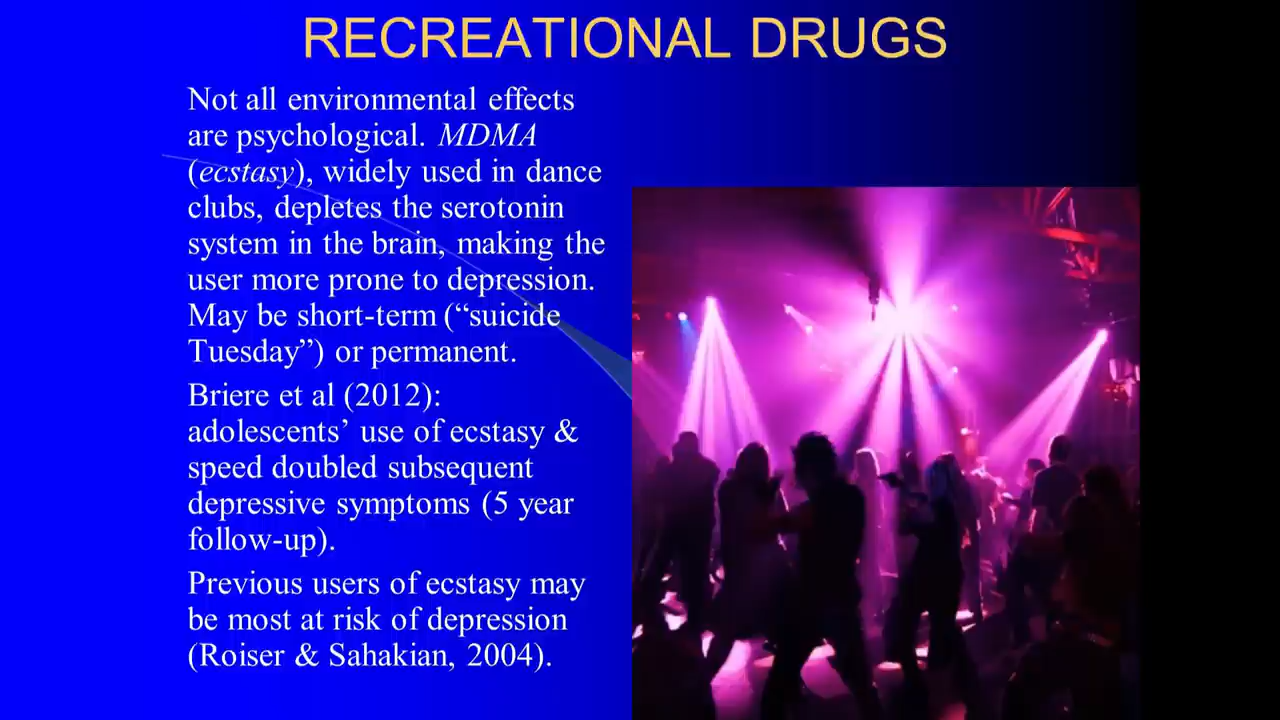 RECREATIONAL DRUGS
Not all environmental effects
are psychological. MDMA
(ecstasy), widely used in dance
clubs, depletes the serotonin
system in the brain, making the
user more prone to depression.
May be short-term (“suicide
Tuesday”) or permanent.
Briere et al (2012):
adolescents’ use of ecstasy &
speed doubled subsequent
depressive symptoms (5 year
follow-up).
Previous users of ecstasy may
be most at risk of depression
(Roiser & Sahakian, 2004).